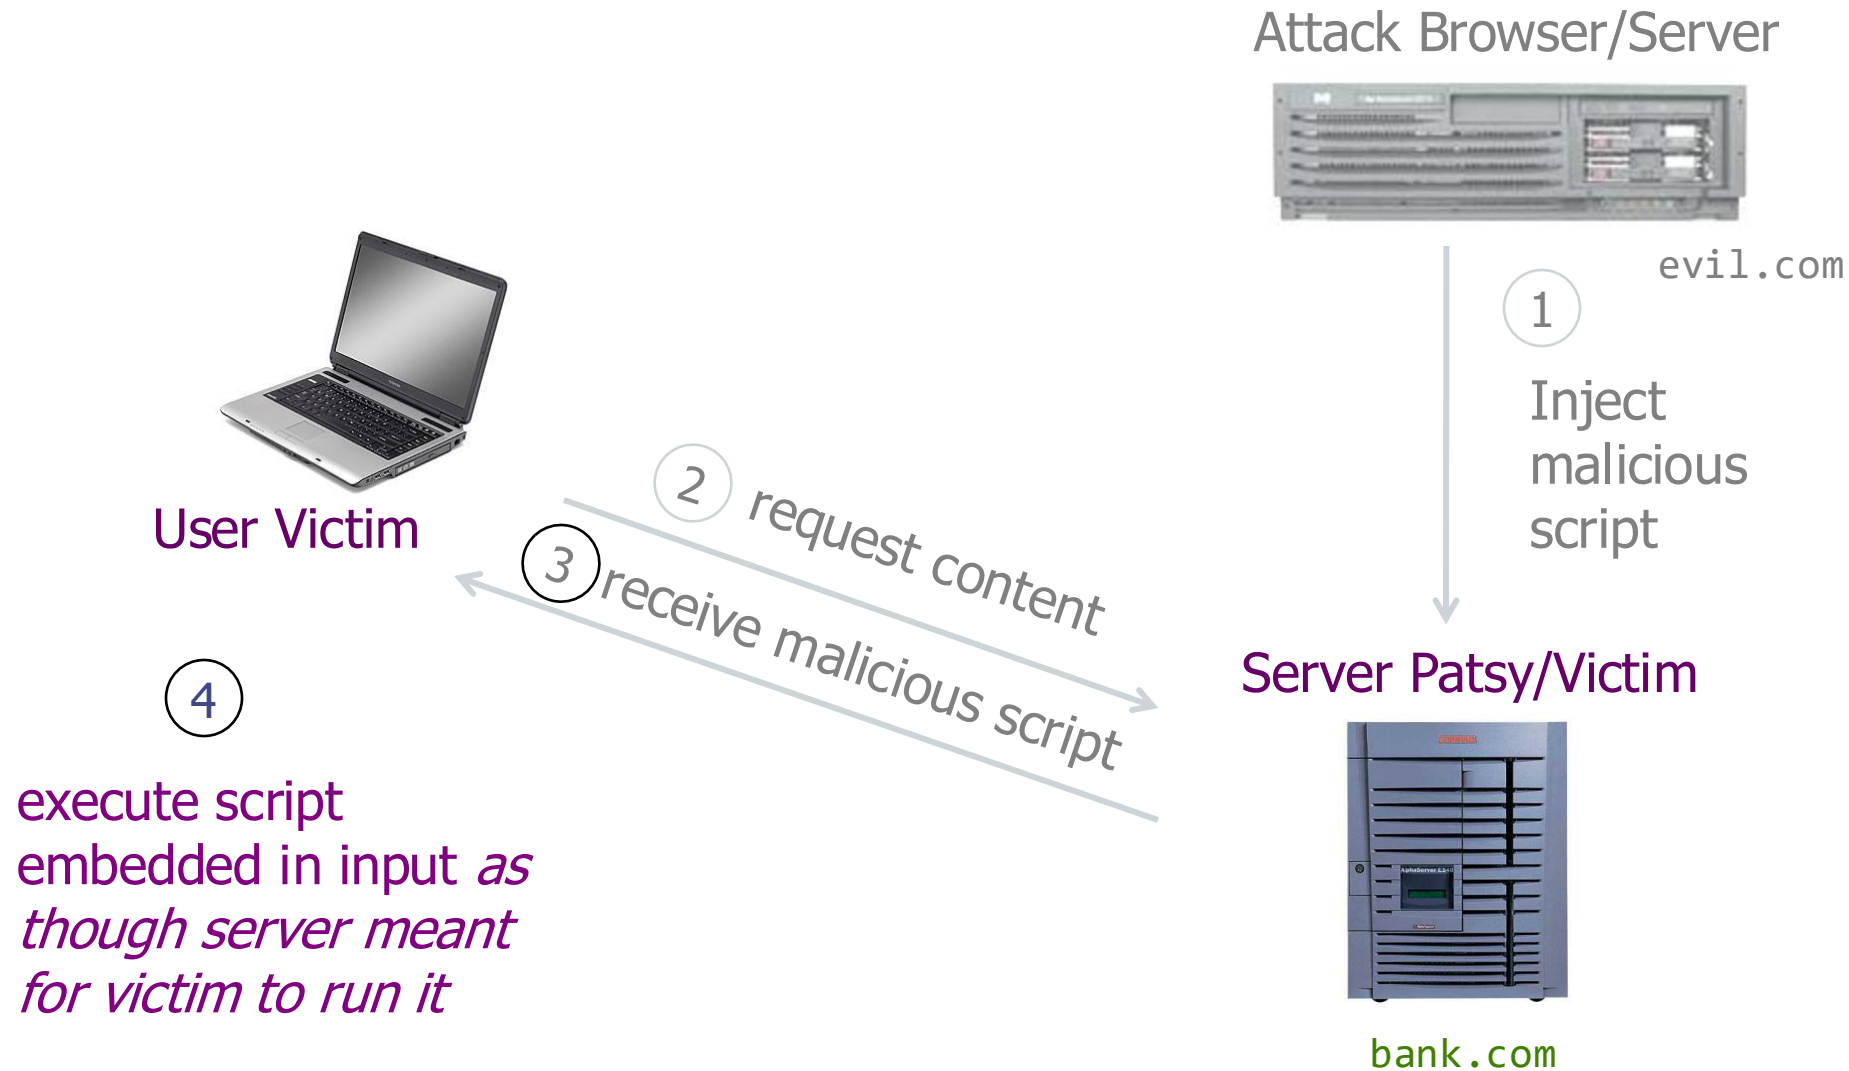 Attack Browser/Server
evil.com
1
Inject
malicious
script
2 request content
3 receive malicious script
User Victim
Server Patsy/Victim
4
execute script
embedded in input as
though server meant
for victim to run it
bank.com